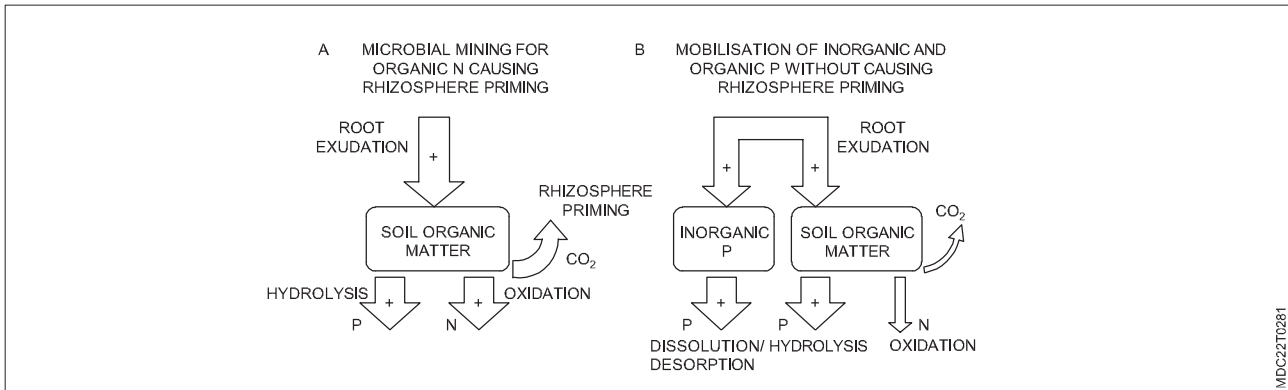 A MICROBIAL MINING FOR
ORGANIC N CAUSING
RHIZOSPHERE PRIMING
ROOT
EXUDATION
+
SOIL ORGANIC
MATTER
RHIZOSPHERE
PRIMING
CO2
HYDROLYSIS
+
P
+
N
OXIDATION
B MOBILISATION OF INORGANIC AND
ORGANIC P WITHOUT CAUSING
RHIZOSPHERE PRIMING
ROOT
EXUDATION
+
+
INORGANIC
P
SOIL ORGANIC
MATTER
CO2
+
P
DISSOLUTION/
DESORPTION
+
P
HYDROLYSIS
N
OXIDATION
MDC22T0281